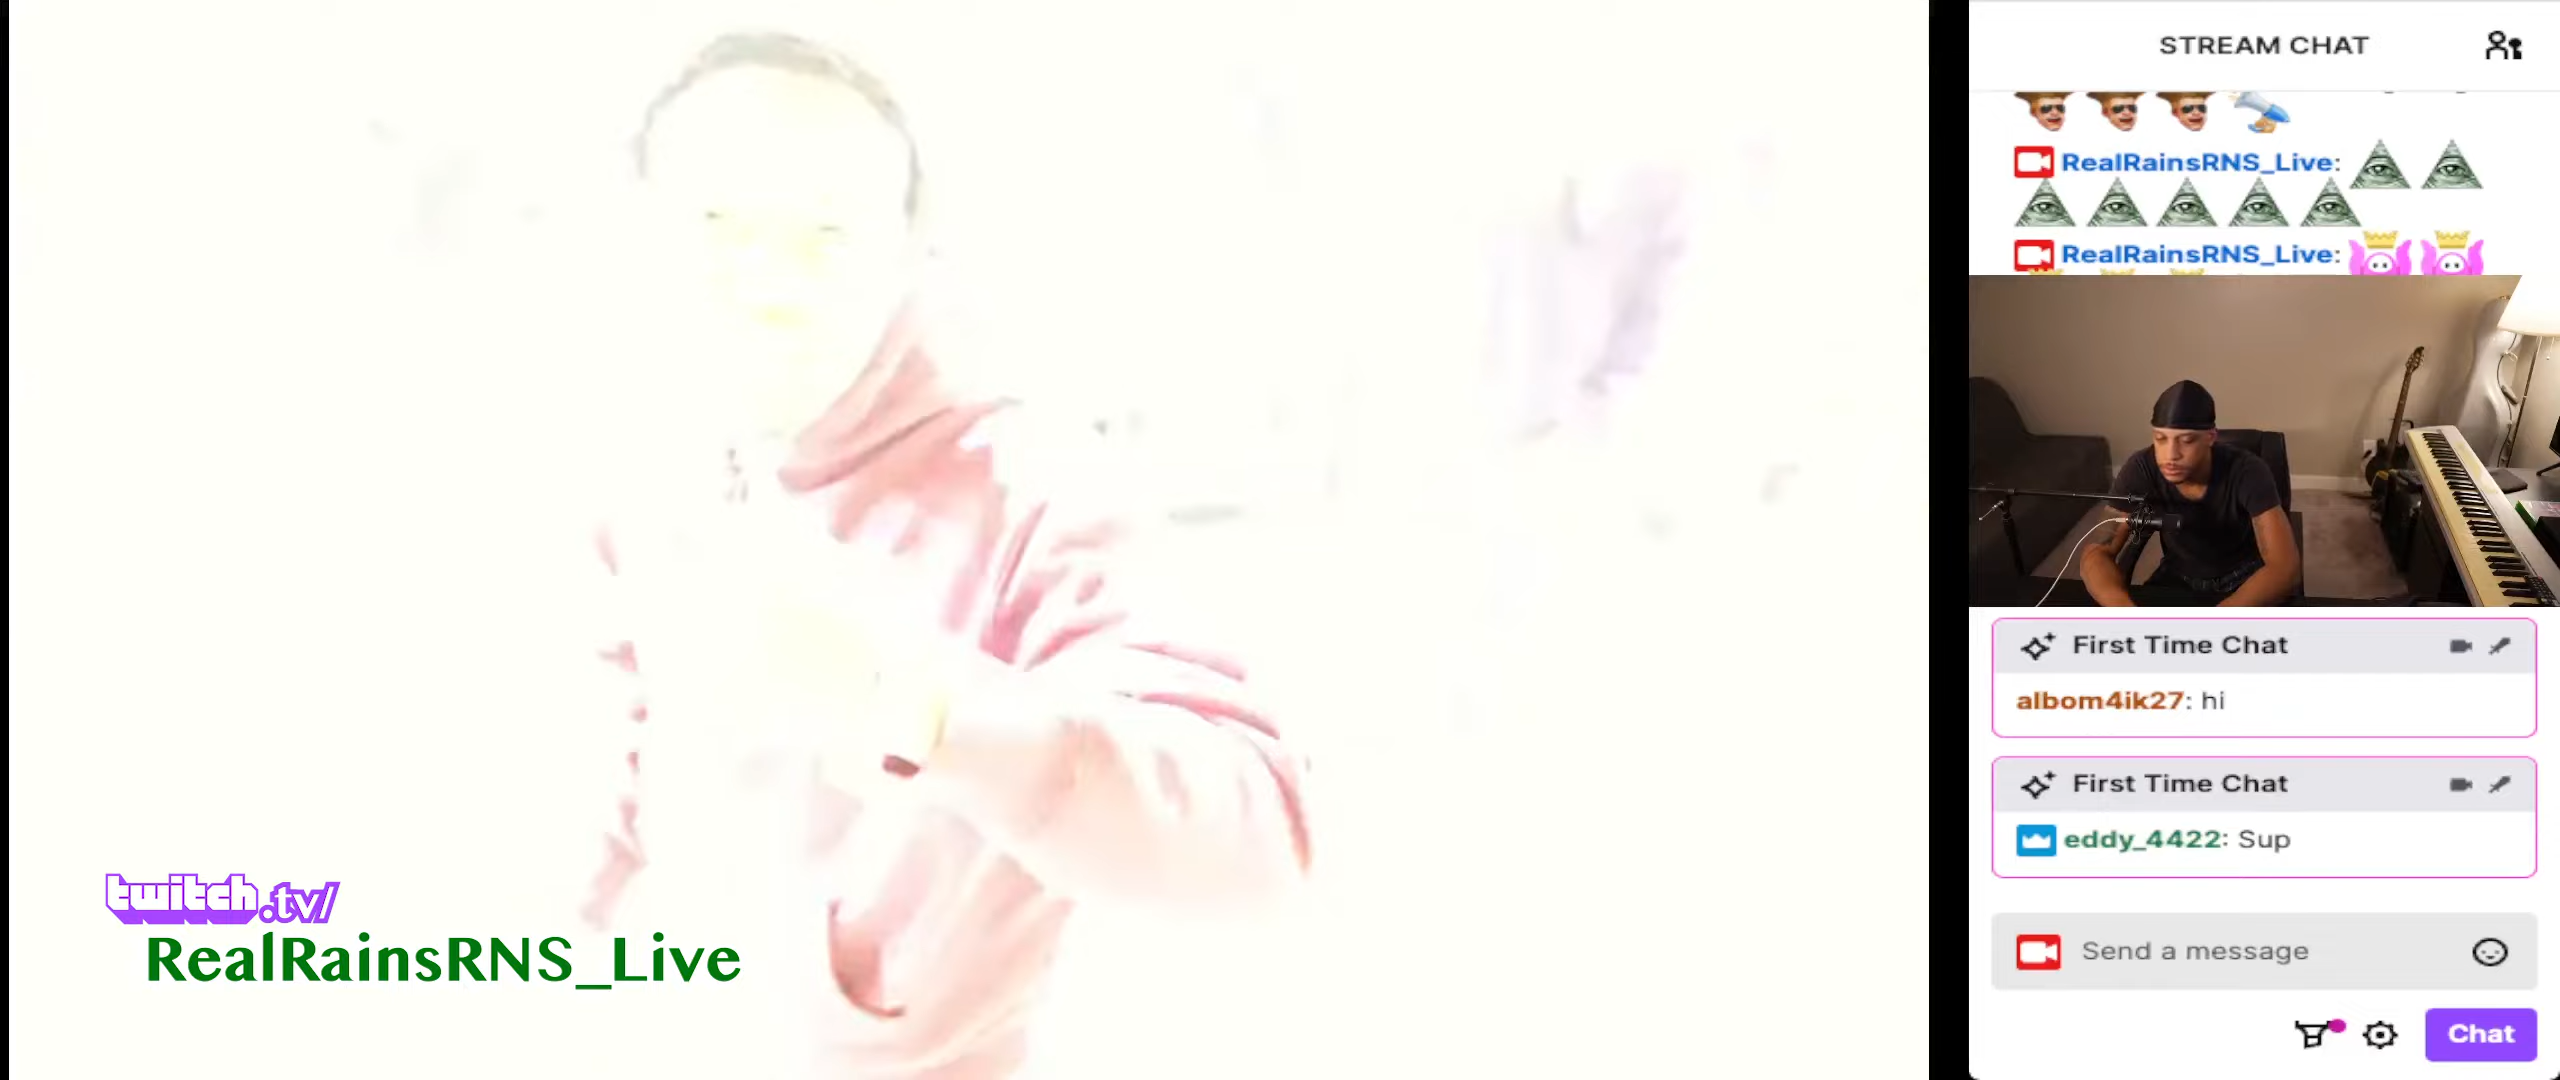 twitch.tv/
RealRainsRNS_Live
STREAM CHAT
RealRainsRNS_Live:
RealRainsRNS_Live:
First Time Chat
albom4ik27: hi
First Time Chat
eddy_4422: Sup
Send a message
Chat